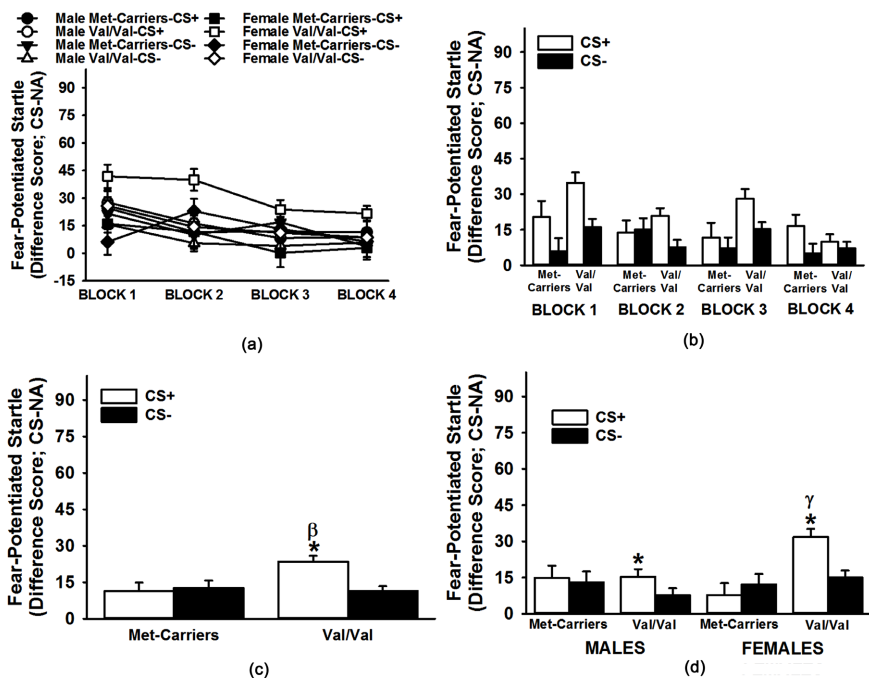 Male Met-Carriers-CS+
Male Val/Val-CS+
Male Met-Carriers-CS-
Male Val/Val-CS-
Female Met-Carriers-CS+
Female Val/Val-CS+
Female Met-Carriers-CS-
Female Val/Val-CS-
Fear-Potentiated Startle
(Difference Score; CS-NA)
90
75
60
45
30
15
0
-15
BLOCK 1 BLOCK 2 BLOCK 3 BLOCK 4
(a)
CS+
CS-
Fear-Potentiated Startle
(Difference Score; CS-NA)
90
75
60
45
30
15
0
Met- Val/ Met- Val/ Met- Val/ Met- Val/
Carriers Val Carriers Val Carriers Val Carriers Val
BLOCK 1 BLOCK 2 BLOCK 3 BLOCK 4
(b)
CS+
CS-
Fear-Potentiated Startle
(Difference Score; CS-NA)
90
75
60
45
30
15
0
β
*
Met-Carriers Val/Val
(c)
CS+
CS-
Fear-Potentiated Startle
(Difference Score; CS-NA)
90
75
60
45
30
15
0
*
γ
*
Met-Carriers Val/Val Met-Carriers Val/Val
MALES FEMALES
(d)